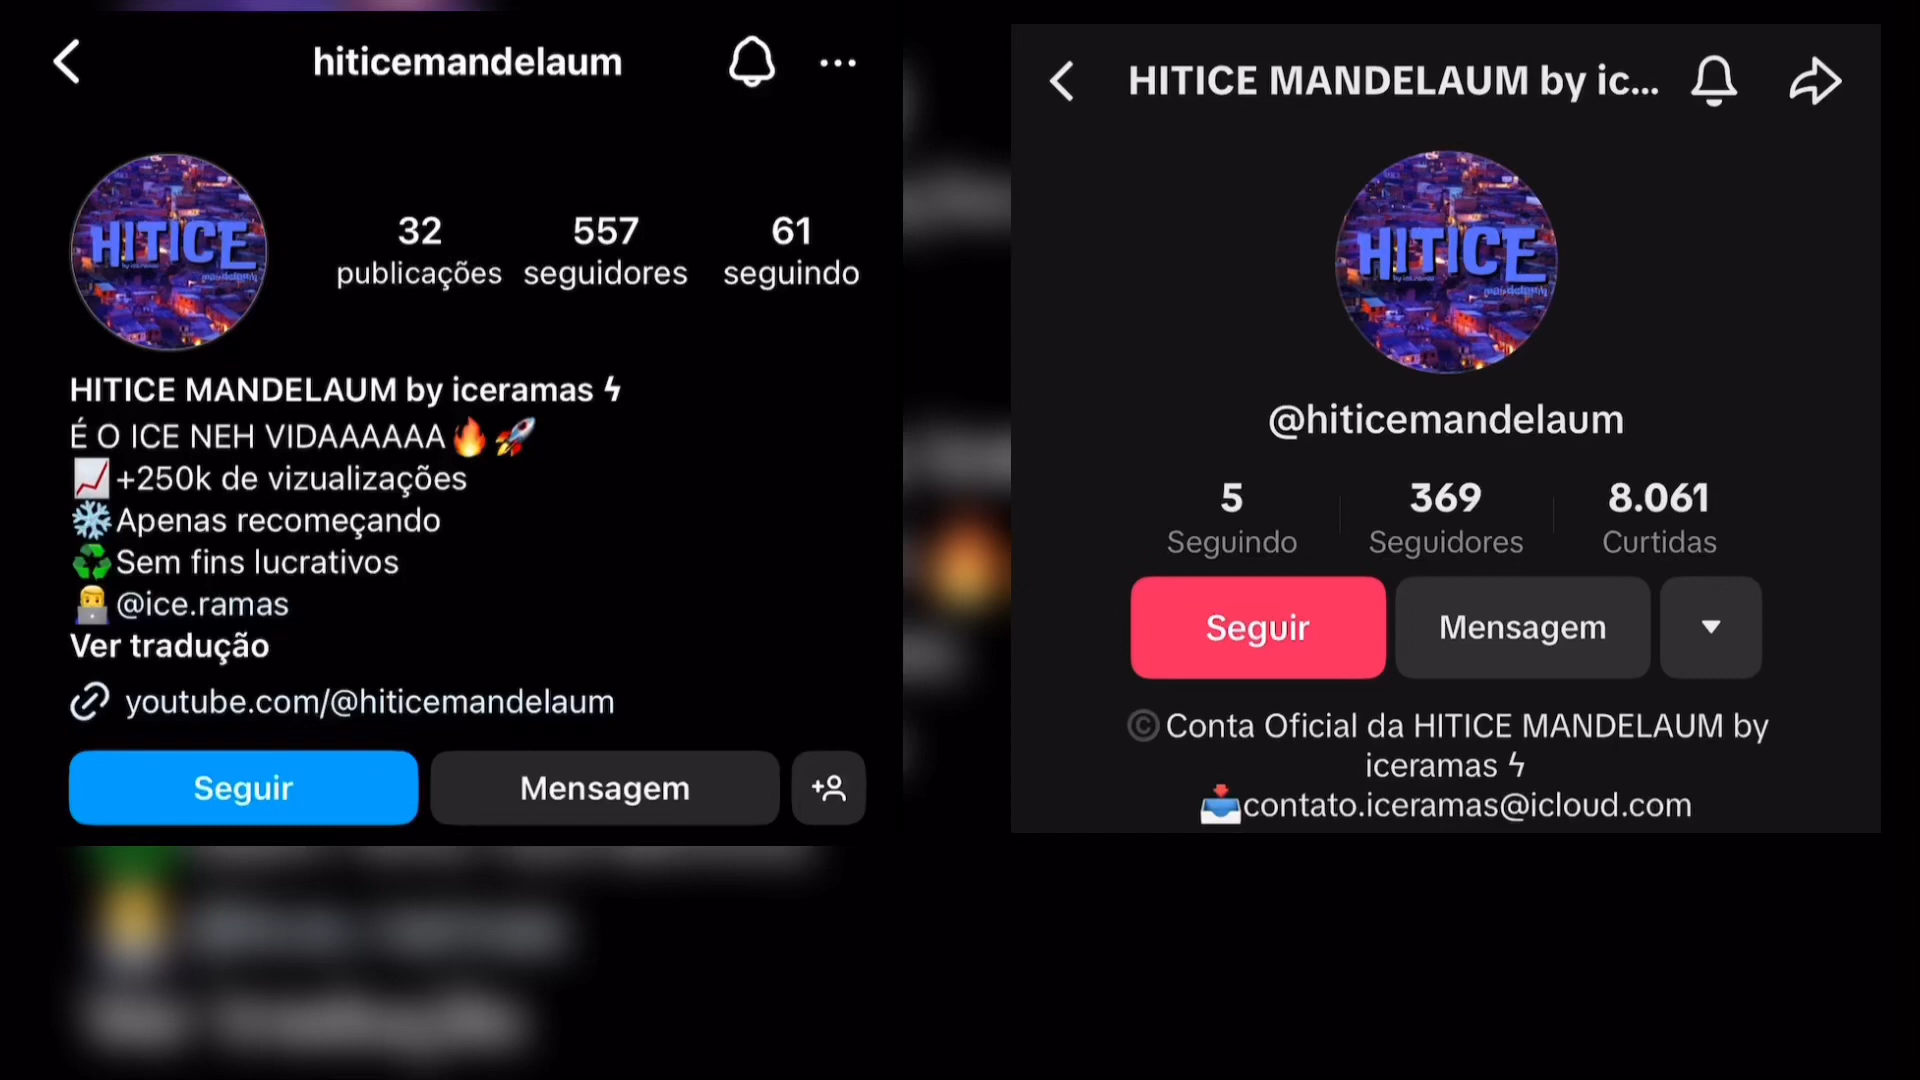 hiticemandelaum
HITICE
32
publicações
557
seguidores
61
seguindo
HITICE MANDELAUM by iceramas ϟ
É O ICE NEH VIDAAAAAA🔥🚀
📈+250k de vizualizações
❄️Apenas recomeçando
♻️Sem fins lucrativos
👨‍💻@ice.ramas
Ver tradução
youtube.com/@hiticemandelaum
Seguir
Mensagem
HITICE MANDELAUM by ic...
HITICE
@hiticemandelaum
5
Seguindo
369
Seguidores
8.061
Curtidas
Seguir
Mensagem
©Conta Oficial da HITICE MANDELAUM by
iceramas ϟ
📥contato.iceramas@icloud.com